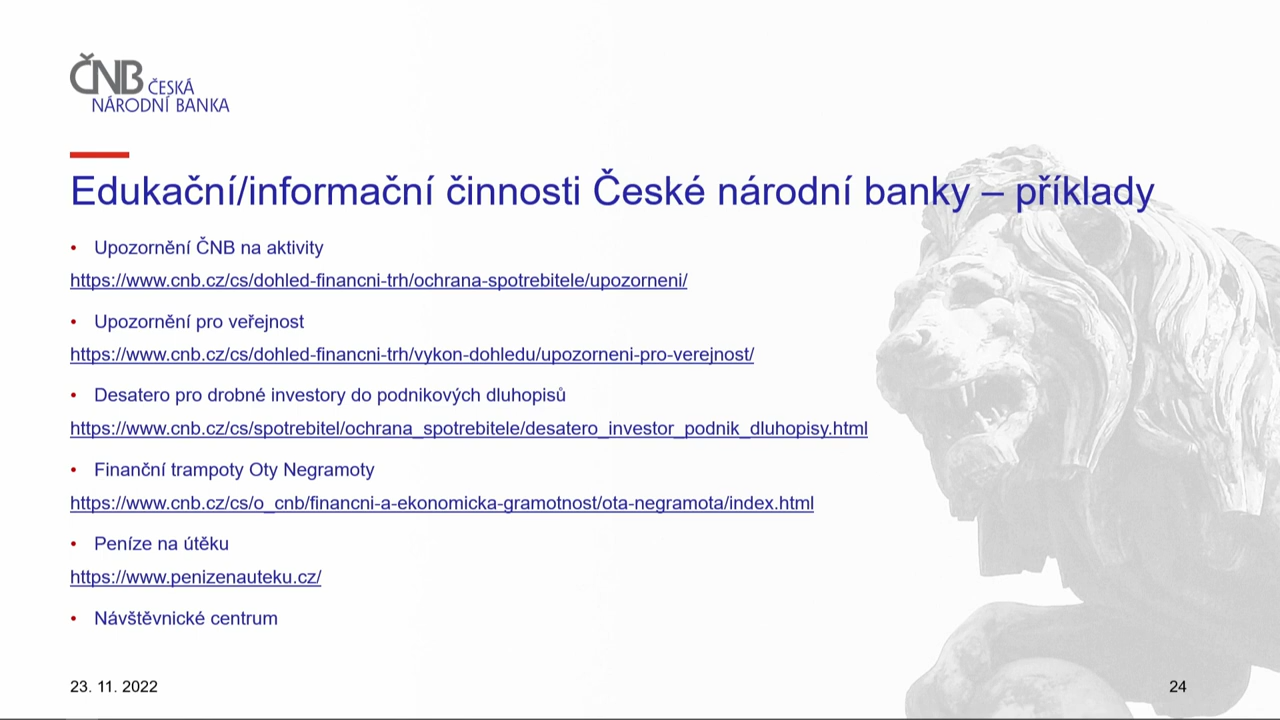 ČNB ČESKÁ
NÁRODNÍ BANKA
Edukační/informační činnosti České národní banky – příklady
• Upozornění ČNB na aktivity
https://www.cnb.cz/cs/dohled-financni-trh/ochrana-spotrebitele/upozorneni/
• Upozornění pro veřejnost
https://www.cnb.cz/cs/dohled-financni-trh/vykon-dohledu/upozorneni-pro-verejnost/
• Desatero pro drobné investory do podnikových dluhopisů
https://www.cnb.cz/cs/spotrebitel/ochrana_spotrebitele/desatero_investor_podnik_dluhopisy.html
• Finanční trampoty Oty Negramoty
https://www.cnb.cz/cs/o_cnb/financni-a-ekonomicka-gramotnost/ota-negramota/index.html
• Peníze na útěku
https://www.penizenauteku.cz/
• Návštěvnické centrum
23. 11. 2022
24